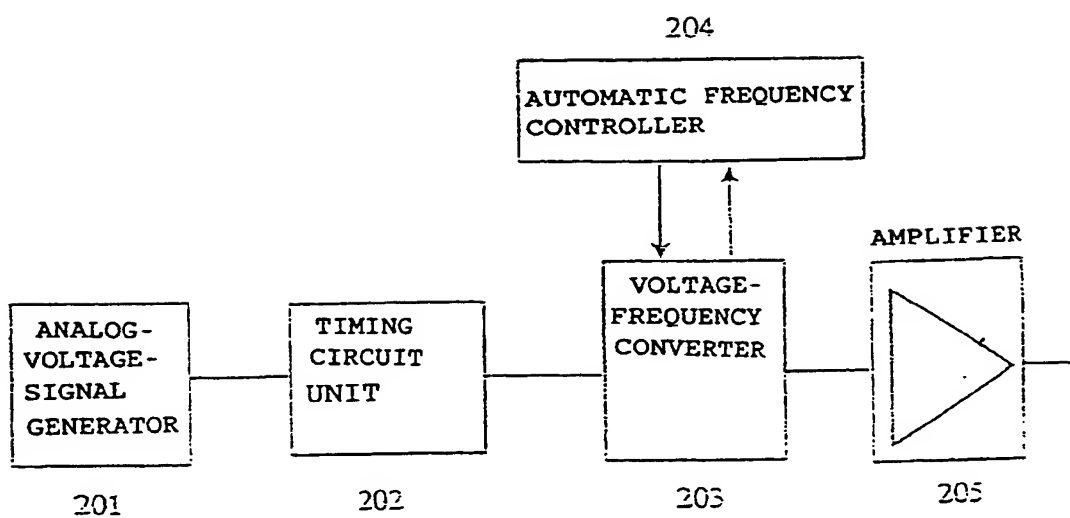 204
AUTOMATIC FREQUENCY
CONTROLLER
AMPLIFIER
VOLTAGE-
FREQUENCY
CONVERTER
ANALOG-
VOLTAGE-
SIGNAL
GENERATOR
TIMING
CIRCUIT
UNIT
201
202
203
205